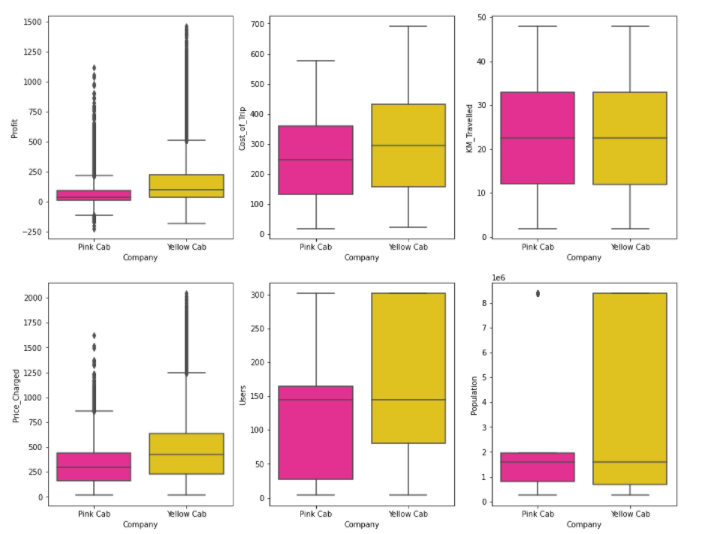 1500
1250
1000
750
500
250
0
−250
Profit
Pink Cab Yellow Cab
Company
700
600
500
400
300
200
100
0
Cost_of_Trip
Pink Cab Yellow Cab
Company
50
40
30
20
10
0
KM_Travelled
Pink Cab Yellow Cab
Company
2000
1750
1500
1250
1000
750
500
250
0
Price_Charged
Pink Cab Yellow Cab
Company
300
250
200
150
100
50
0
Users
Pink Cab Yellow Cab
Company
1e6
8
7
6
5
4
3
2
1
0
Population
Pink Cab Yellow Cab
Company